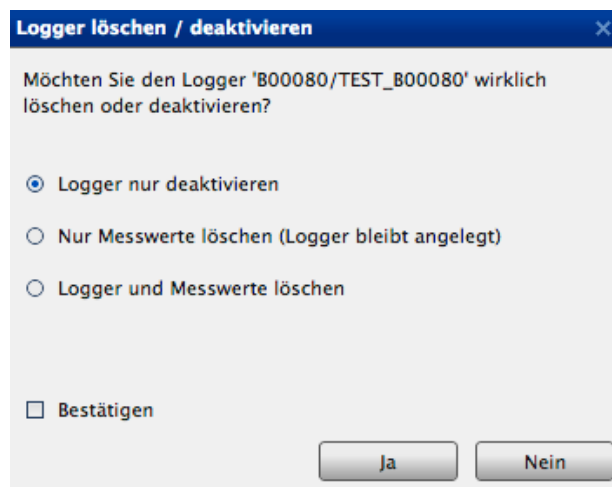 Logger löschen / deaktivieren
Möchten Sie den Logger 'B00080/TEST_B00080' wirklich
löschen oder deaktivieren?
Logger nur deaktivieren
Nur Messwerte löschen (Logger bleibt angelegt)
Logger und Messwerte löschen
Bestätigen
Ja
Nein